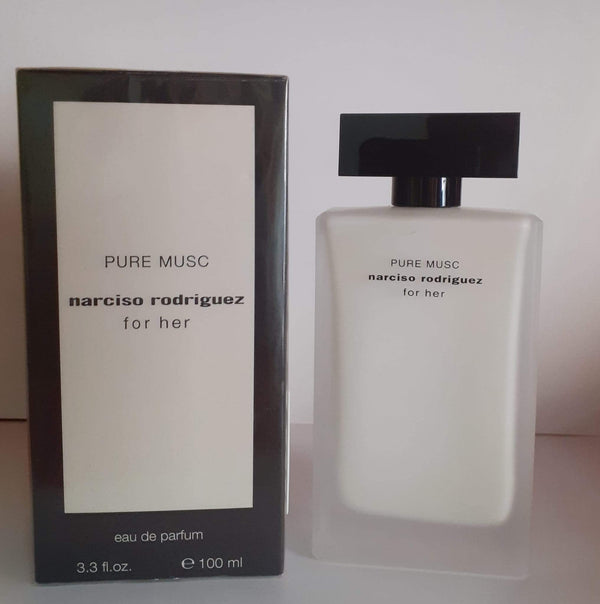 PURE MUSC
narciso rodriguez
for her
eau de parfum
3.3 fl.oz. ℮ 100 ml
PURE MUSC
narciso rodriguez
for her